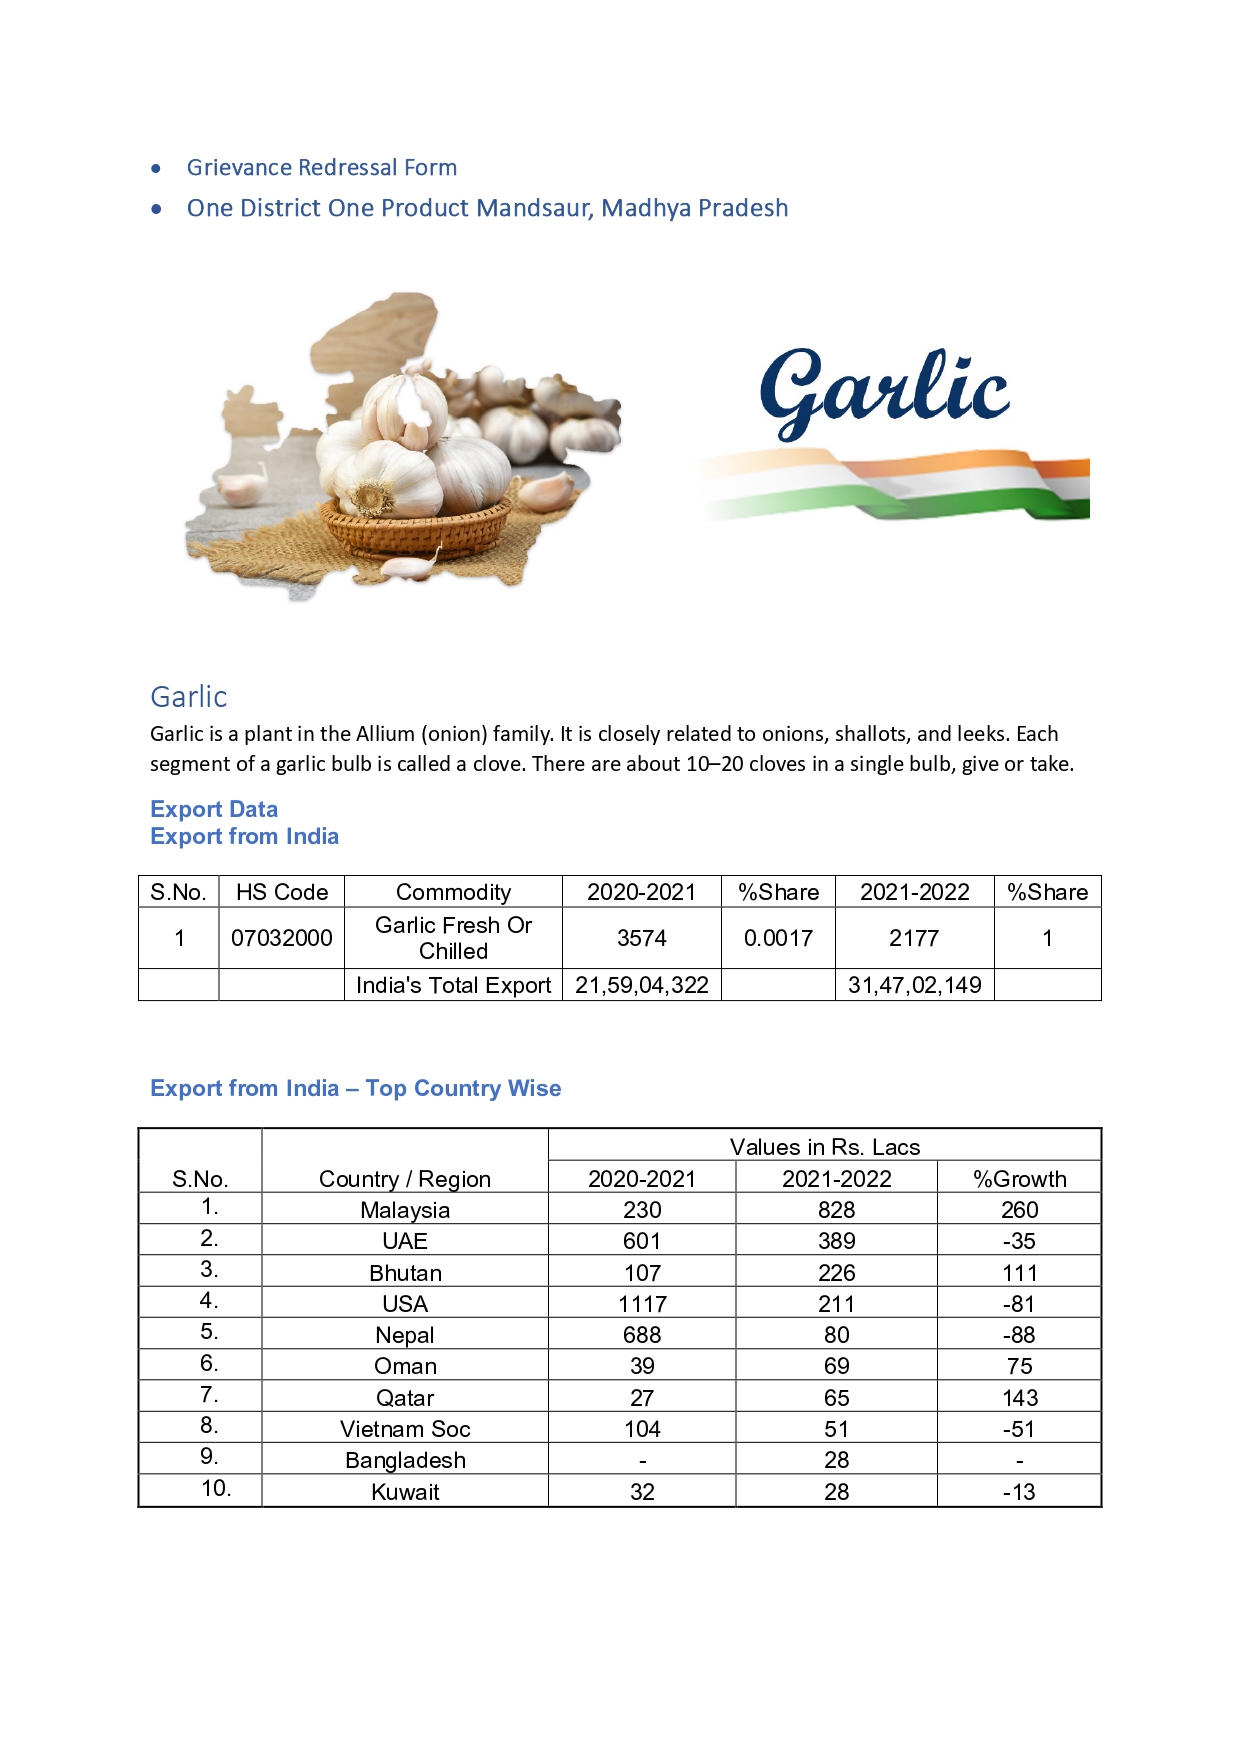 Grievance Redressal Form
One District One Product Mandsaur, Madhya Pradesh
Garlic
Garlic
Garlic is a plant in the Allium (onion) family. It is closely related to onions, shallots, and leeks. Each
segment of a garlic bulb is called a clove. There are about 10–20 cloves in a single bulb, give or take.
Export Data
Export from India
S.No. HS Code Commodity 2020-2021 %Share 2021-2022 %Share
1 07032000 Garlic Fresh Or Chilled 3574 0.0017 2177 1
India's Total Export 21,59,04,322 31,47,02,149
Export from India – Top Country Wise
Values in Rs. Lacs
S.No. Country / Region 2020-2021 2021-2022 %Growth
1. Malaysia 230 828 260
2. UAE 601 389 -35
3. Bhutan 107 226 111
4. USA 1117 211 -81
5. Nepal 688 80 -88
6. Oman 39 69 75
7. Qatar 27 65 143
8. Vietnam Soc 104 51 -51
9. Bangladesh - 28 -
10. Kuwait 32 28 -13